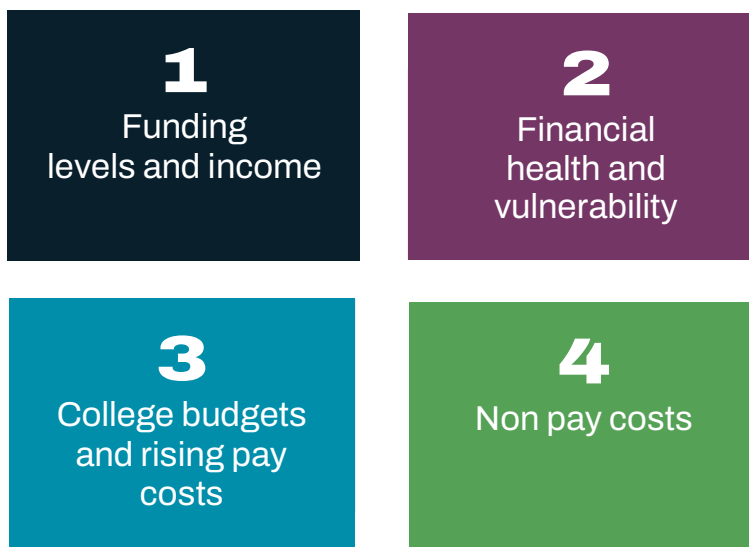 1
Funding
levels and income
2
Financial
health and
vulnerability
3
College budgets
and rising pay
costs
4
Non pay costs